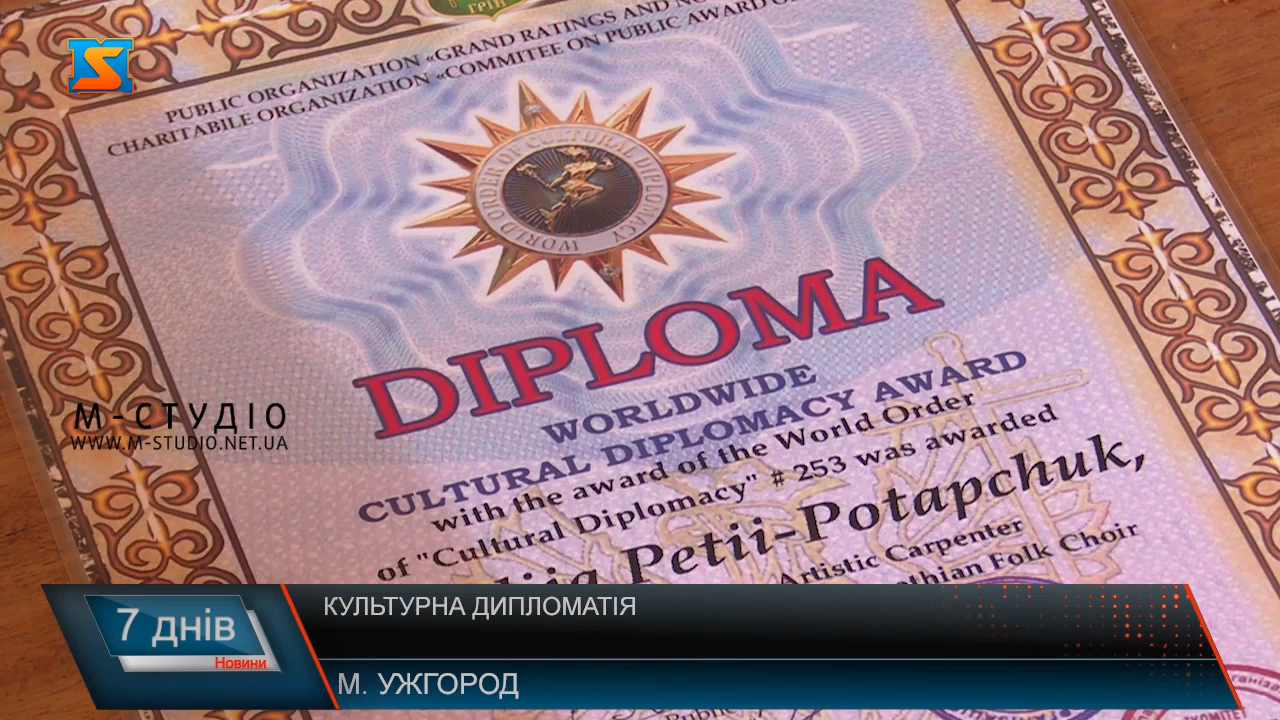 ГРІН
PUBLIC ORGANIZATION «GRAND RATINGS AND
CHARITABILE ORGANIZATION «COMMITEE ON PUBLIC AWARD
WORLD ORDER OF CULTURAL DIPLOMACY
DIPLOMA
WORLDWIDE
CULTURAL DIPLOMACY AWARD
with the award of the World Order
of "Cultural Diplomacy" # 253 was awarded
Petii-Potapchuk,
Artistic Carpenter
Folk Choir
М-СТУДІО
WWW.M-STUDIO.NET.UA
7 днів
Новини
КУЛЬТУРНА ДИПЛОМАТІЯ
М. УЖГОРОД